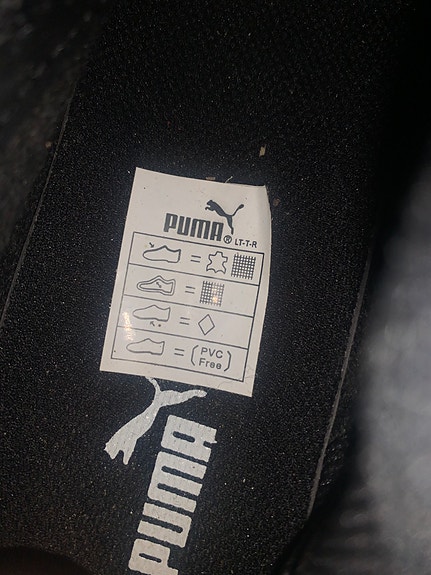 PUMA® LT-T-R
=
=
=
= (PVC
Free)
PUMA